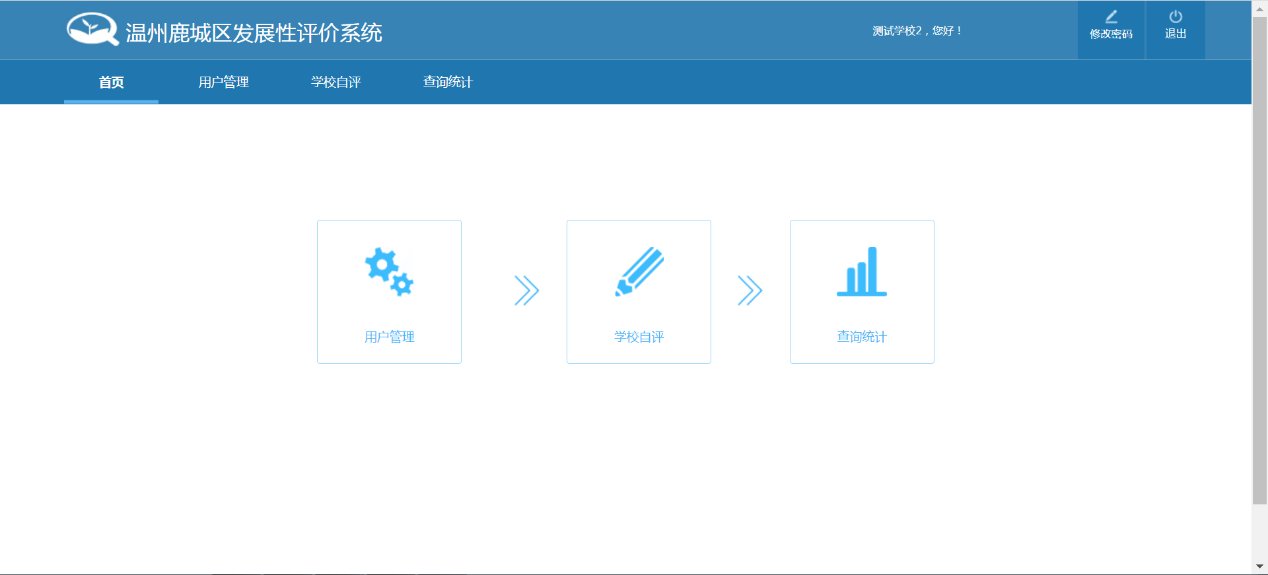 温州鹿城区发展性评价系统
测试学校2，您好！
修改密码
退出
首页 用户管理 学校自评 查询统计
用户管理
学校自评
查询统计